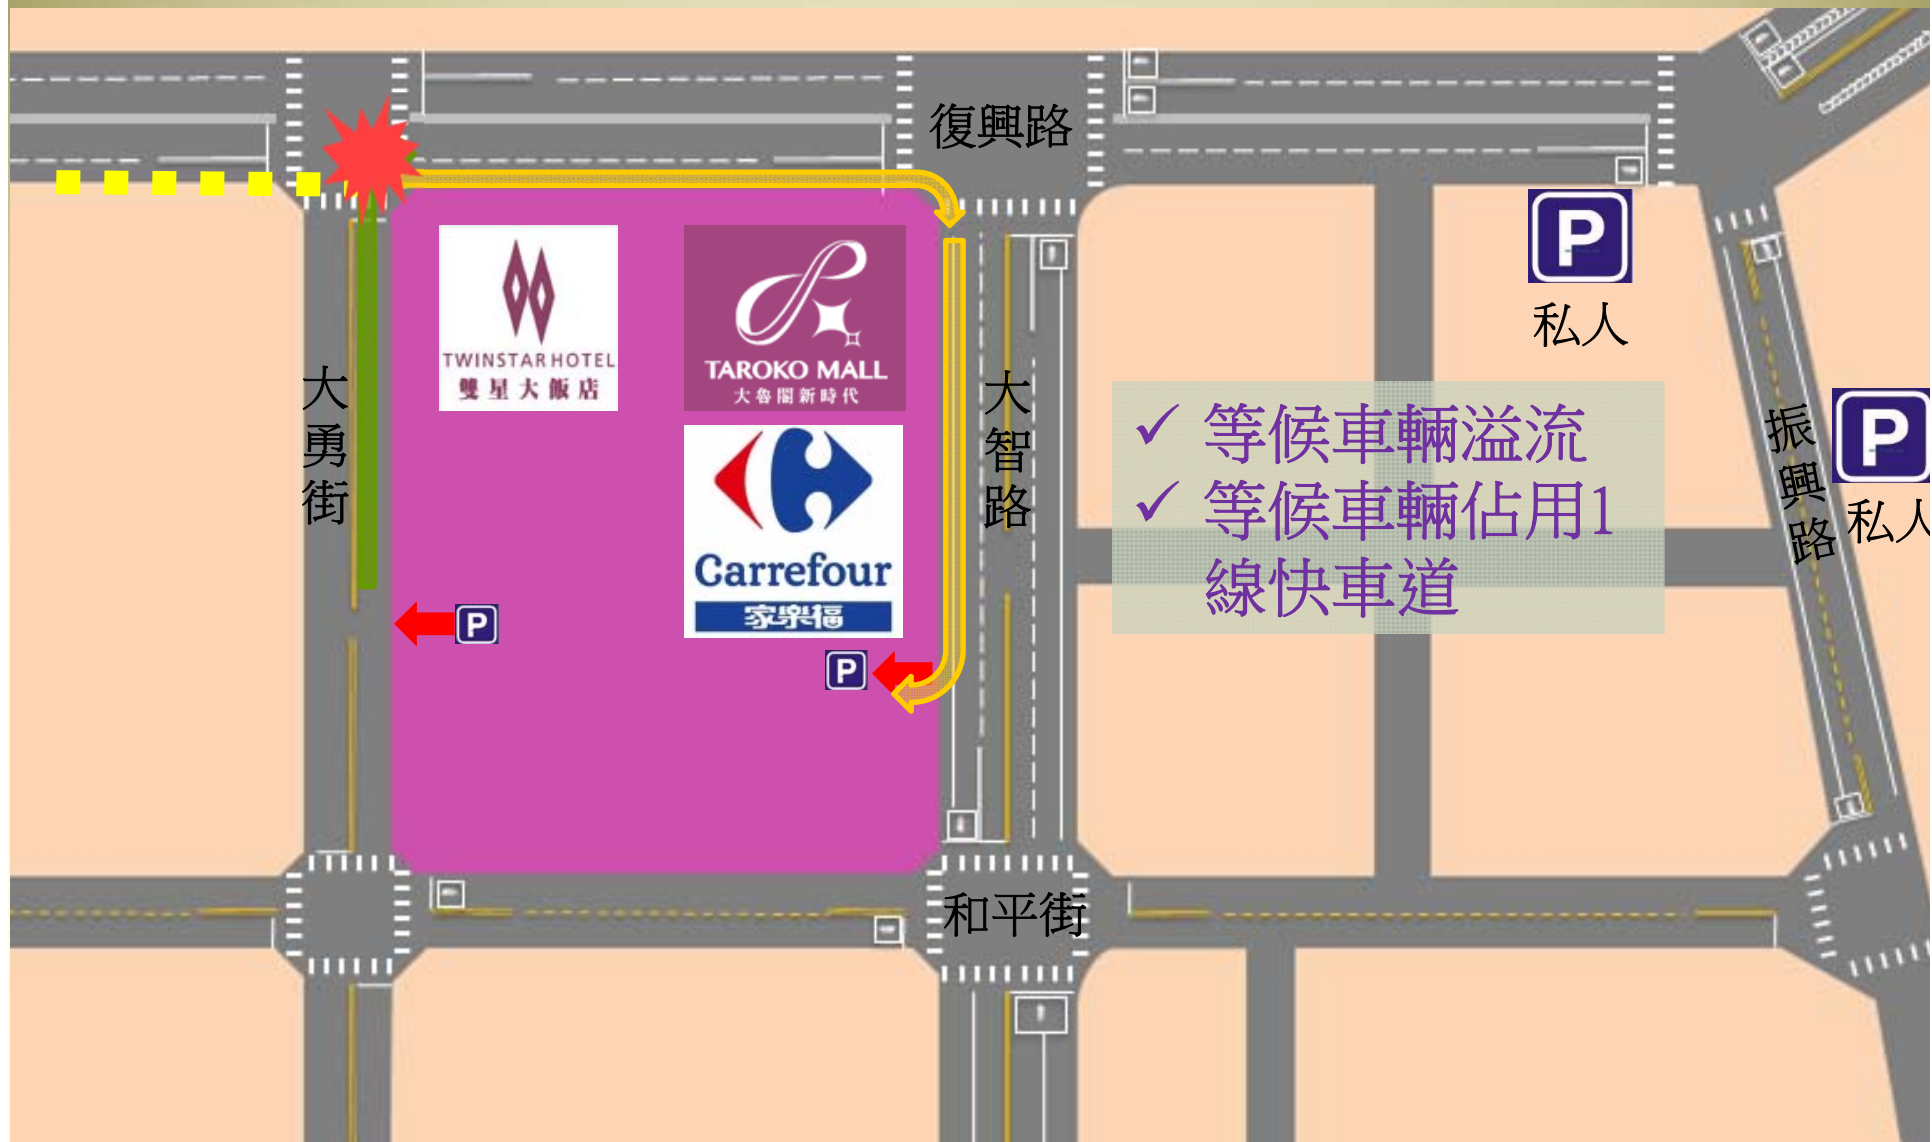 復興路
P
私人
TWINSTAR HOTEL
雙星大飯店
TAROKO MALL
大魯閣新時代
大勇街
大智路
✓ 等候車輛溢流
✓ 等候車輛佔用1
線快車道
振興路
P
私人
Carrefour
家樂福
P
P
和平街